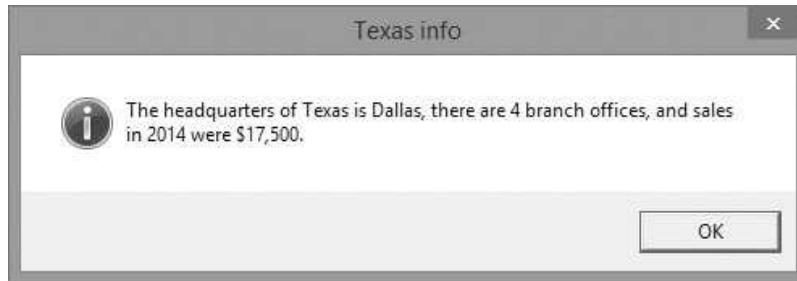 Texas info
x
The headquarters of Texas is Dallas, there are 4 branch offices, and sales
in 2014 were $17,500.
OK